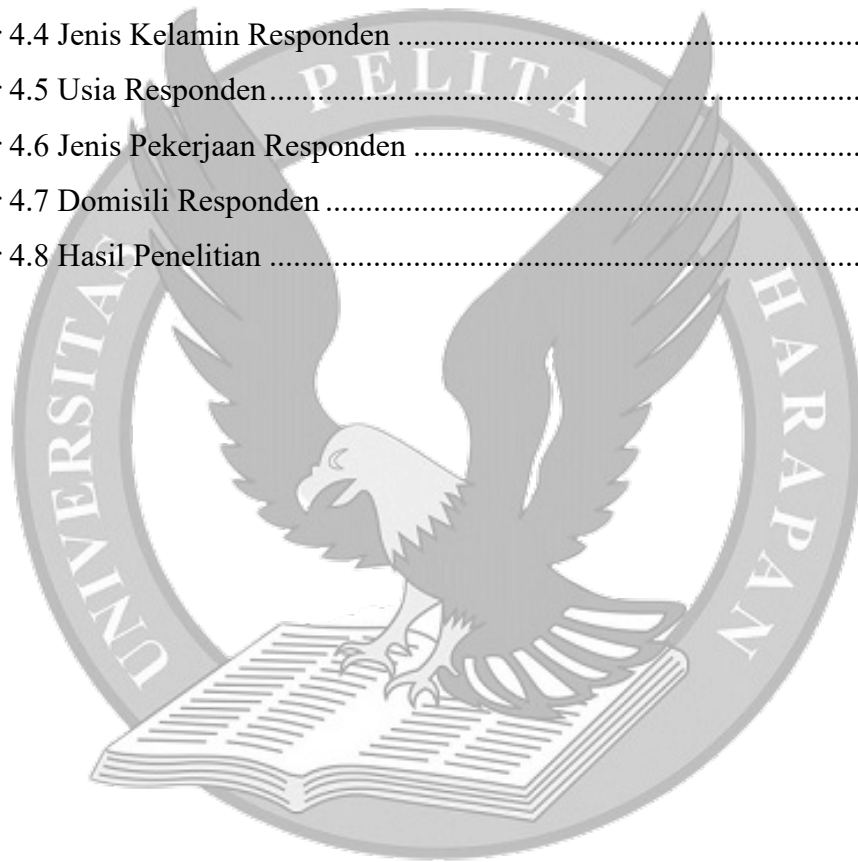 4.4 Jenis Kelamin Responden ..........................................................
4.5 Usia Responden..........................................................................
4.6 Jenis Pekerjaan Responden ........................................................
4.7 Domisili Responden ...................................................................
4.8 Hasil Penelitian ..........................................................................
UNIVERSITAS PELITA HARAPAN